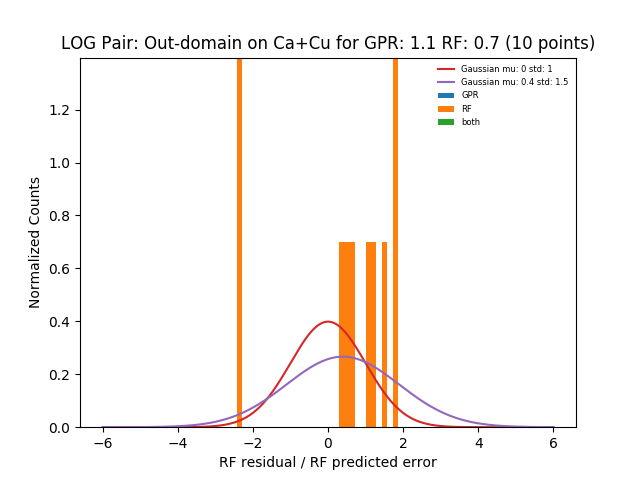 LOG Pair: Out-domain on Ca+Cu for GPR: 1.1 RF: 0.7 (10 points)
Gaussian mu: 0 std: 1
Gaussian mu: 0.4 std: 1.5
GPR
RF
both
Normalized Counts
1.2
1.0
0.8
0.6
0.4
0.2
0.0
−6 −4 −2 0 2 4 6
RF residual / RF predicted error